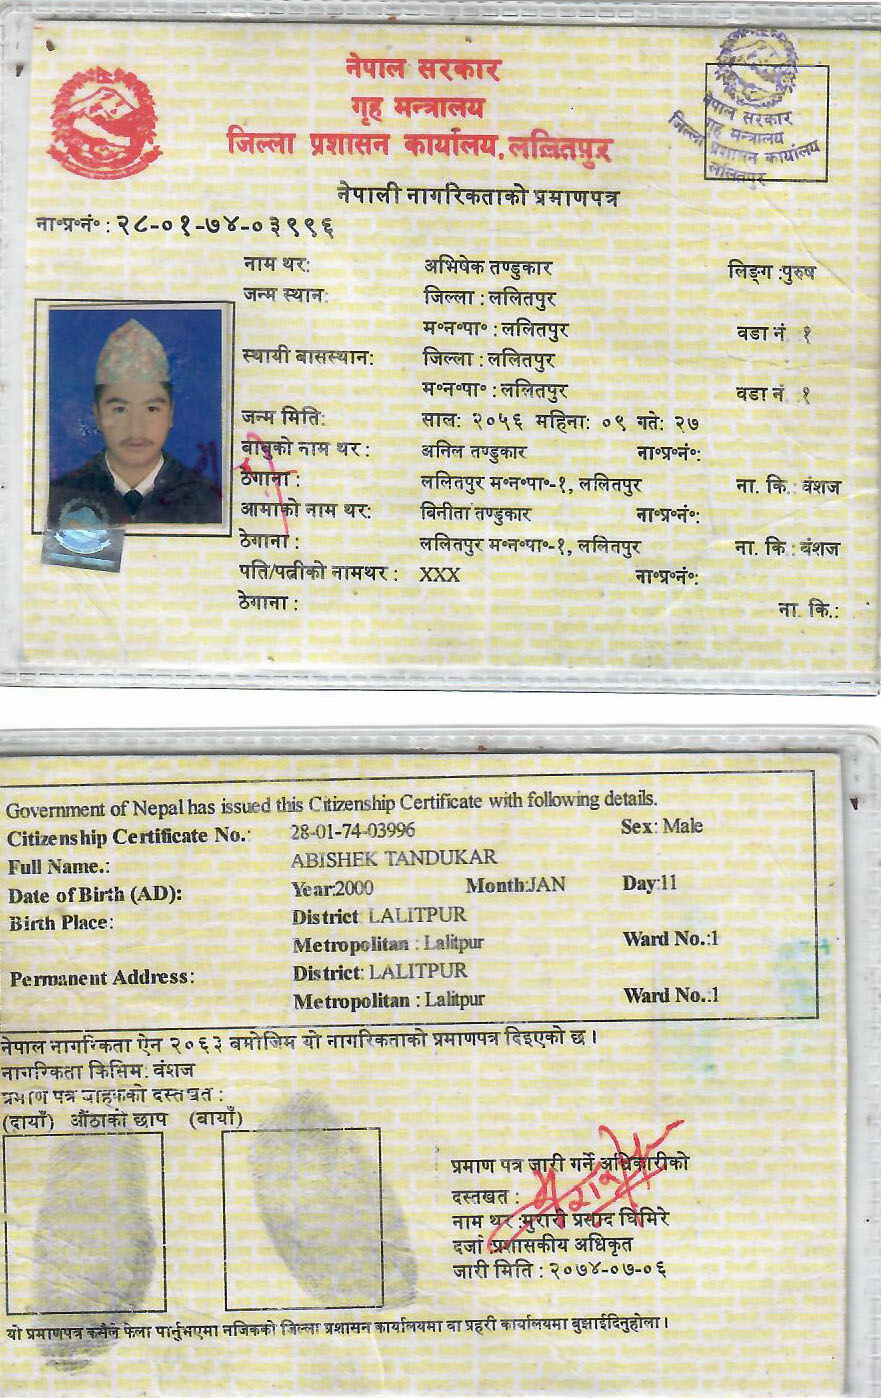 नेपाल सरकार
गृह मन्त्रालय
जिल्ला प्रशासन कार्यालय, ललितपुर
नेपाल सरकार
गृह मन्त्रालय
जिल्ला प्रशासन कार्यालय
ललितपुर
नेपाली नागरिकताको प्रमाणपत्र
ना॰प्र॰नं॰ : २८-०१-७४-०३९९६
नाम थर: अभिषेक तण्डुकार लिङ्ग :पुरुष
जन्म स्थान: जिल्ला : ललितपुर
म॰न॰पा॰ : ललितपुर वडा नं १
स्थायी बासस्थान: जिल्ला : ललितपुर
म॰न॰पा॰ : ललितपुर वडा नं १
जन्म मिति: साल: २०५६ महिना: ०९ गते: २७
बाबुको नाम थर : अनिल तण्डुकार ना॰प्र॰नं॰:
ठेगाना : ललितपुर म॰न॰पा॰-१, ललितपुर ना. कि.: वंशज
आमाको नाम थर: बिनीता तण्डुकार ना॰प्र॰नं॰:
ठेगाना : ललितपुर म॰न॰पा॰-१, ललितपुर ना. कि : वंशज
पति/पत्नीको नामथर : XXX ना॰प्र॰नं॰:
ठेगाना : ना. कि.:
Government of Nepal has issued this Citizenship Certificate with following details.
Citizenship Certificate No.: 28-01-74-03996 Sex: Male
Full Name.: ABISHEK TANDUKAR
Date of Birth (AD): Year:2000 Month:JAN Day:11
Birth Place: District LALITPUR
Metropolitan : Lalitpur Ward No.:1
Permanent Address: District: LALITPUR
Metropolitan : Lalitpur Ward No.:1
नेपाल नागरिकता ऐन २०६३ बमोजिम यो नागरिकताको प्रमाणपत्र दिइएको छ ।
नागरिकता किसिम: वंशज
प्रमाण पत्र वाहकको दस्तखत :
(दायाँ) औंठाको छाप (बायाँ)
प्रमाण पत्र जारी गर्ने अधिकारीको
दस्तखत :
नाम थर :मुरारी प्रसाद घिमिरे
दर्जा :प्रशासकीय अधिकृत
जारी मिति : २०७४-०७-०६
यो प्रमाणपत्र कसैले फेला पार्नुभएमा नजिकको जिल्ला प्रशासन कार्यालयमा वा प्रहरी कार्यालयमा बुझाईदिनुहोला ।